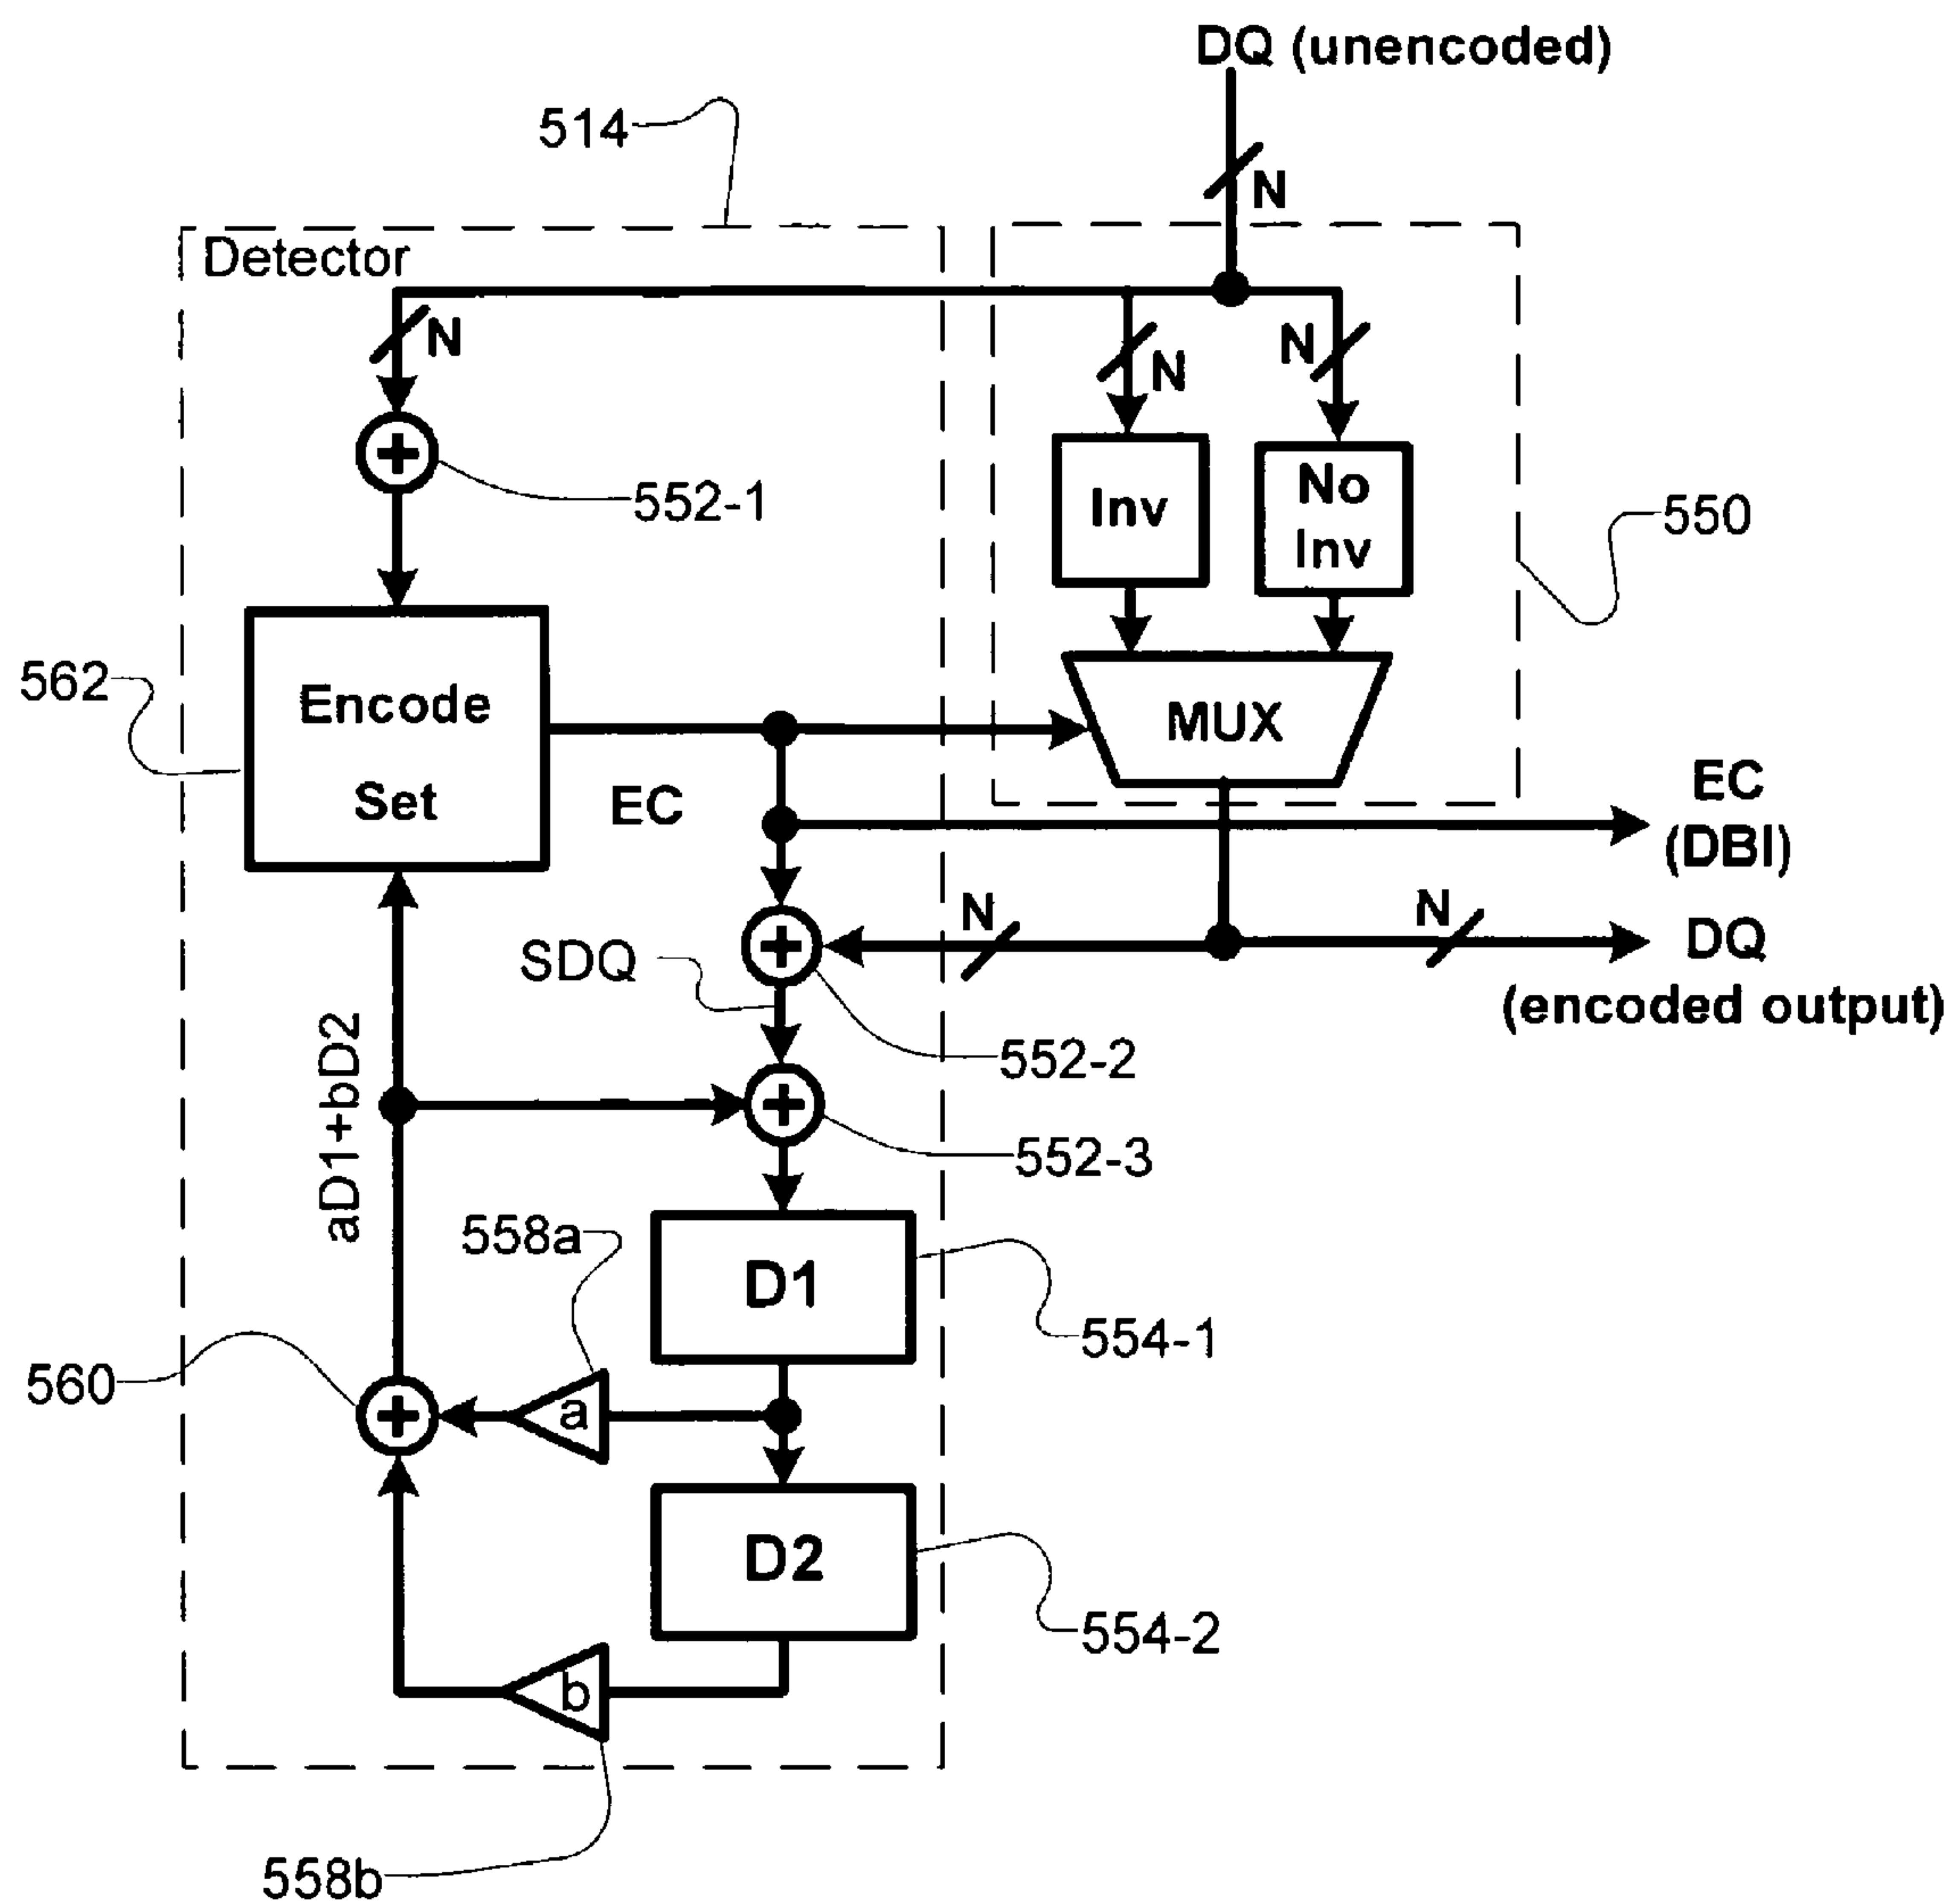 DQ (unencoded)
514
N
Detector
N
N
N
552-1
Inv
No
Inv
550
562
Encode
Set
MUX
EC
EC
(DBI)
N
N
SDQ
DQ
(encoded output)
552-2
aD1+bD2
552-3
558a
D1
554-1
560
a
D2
554-2
b
558b